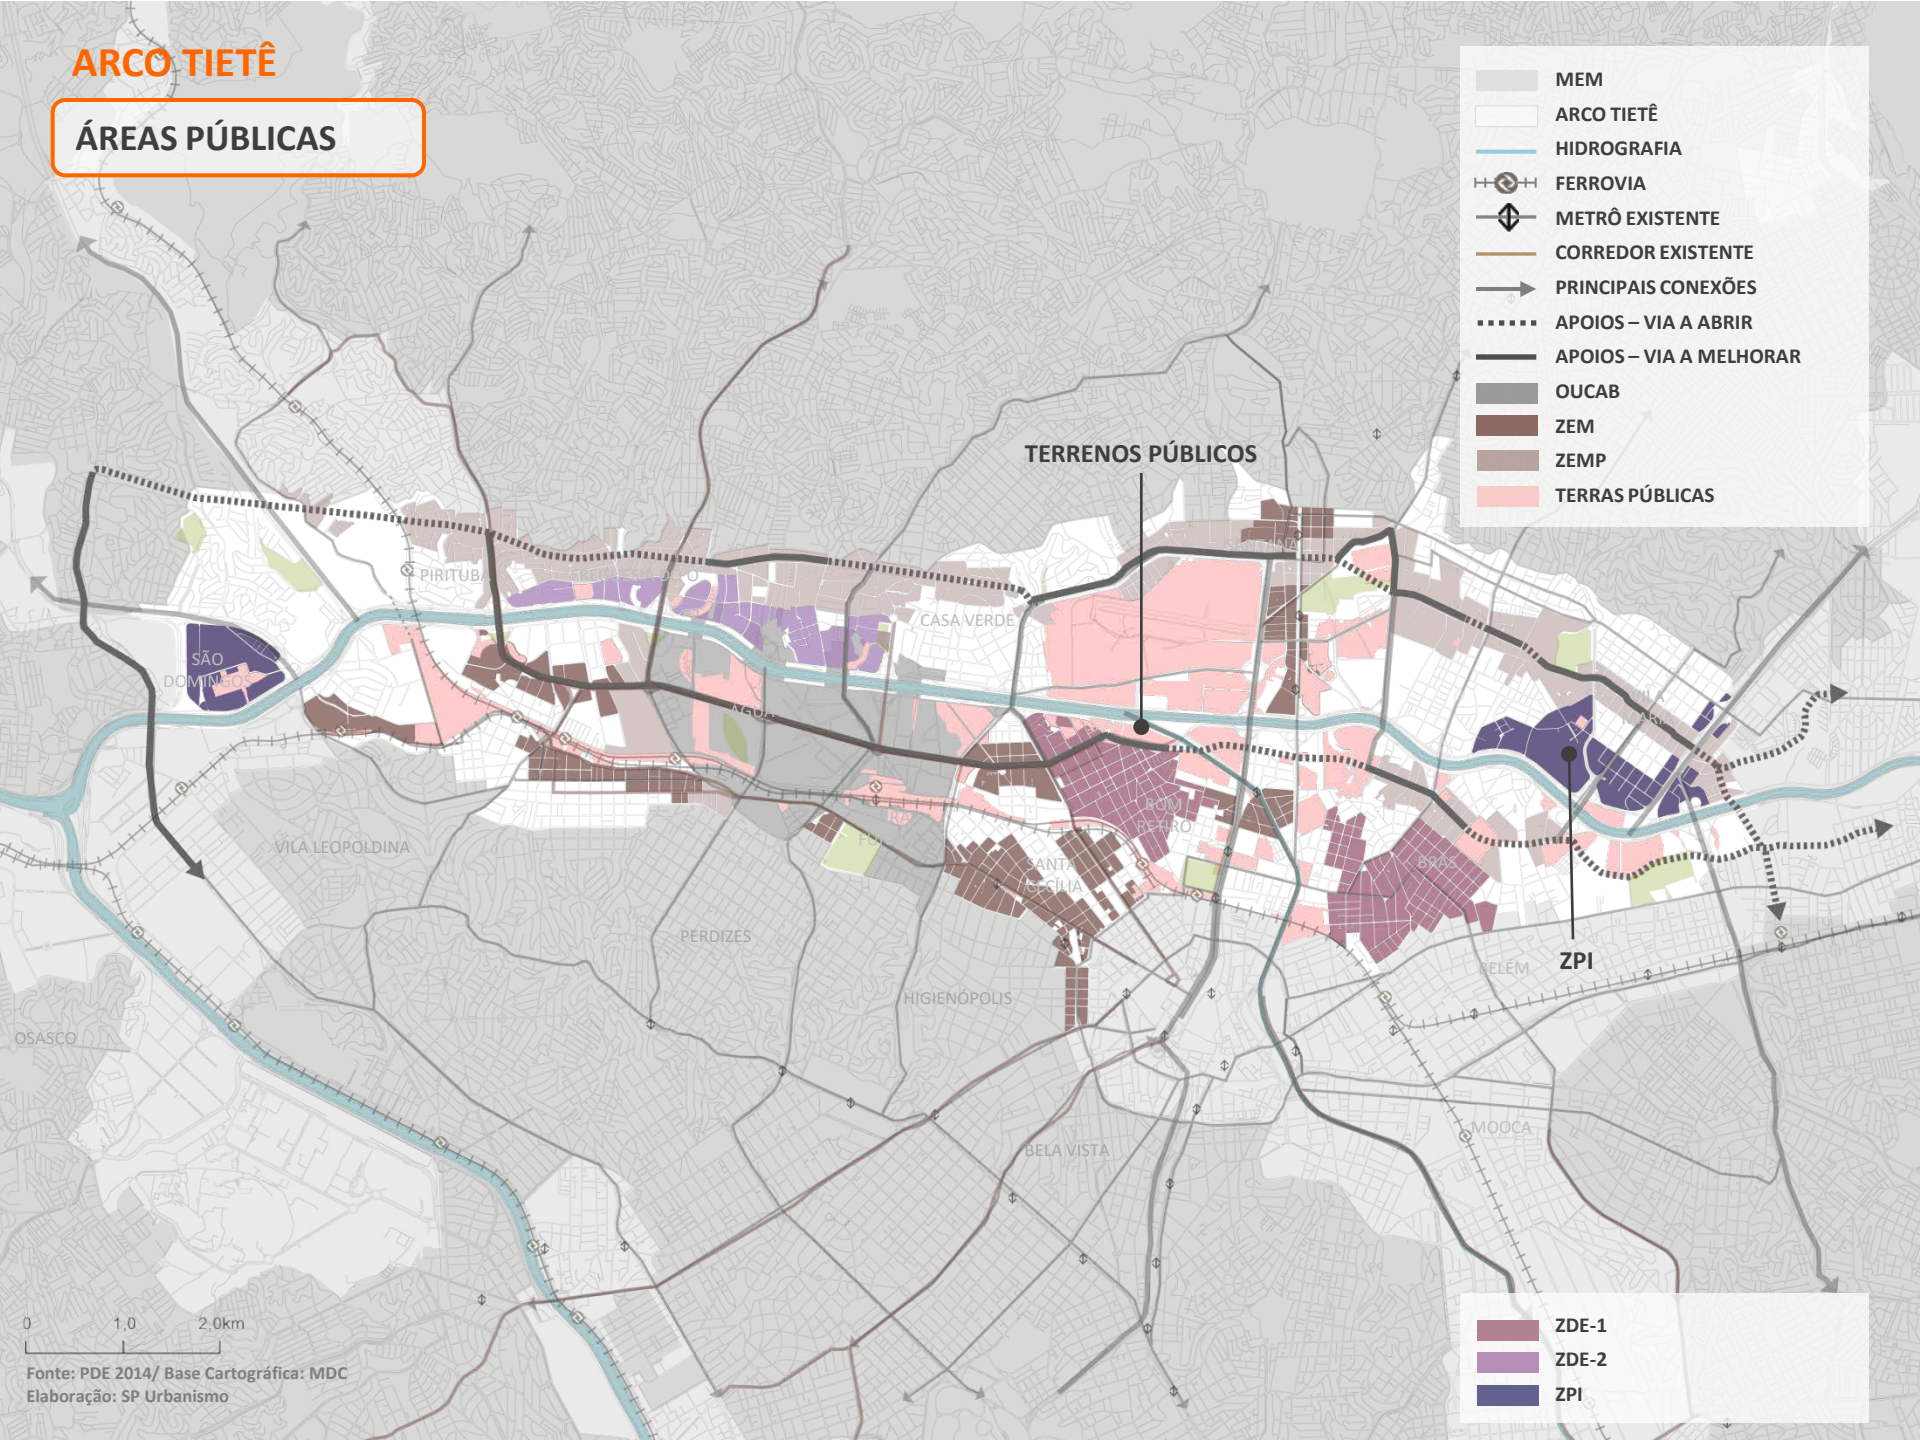 ARCO TIETÊ
ÁREAS PÚBLICAS
MEM
ARCO TIETÊ
HIDROGRAFIA
FERROVIA
METRÔ EXISTENTE
CORREDOR EXISTENTE
PRINCIPAIS CONEXÕES
APOIOS – VIA A ABRIR
APOIOS – VIA A MELHORAR
OUCAB
ZEM
ZEMP
TERRAS PÚBLICAS
TERRENOS PÚBLICOS
PIRITUBA
CASA VERDE
SÃO
DOMINGOS
ÁGUA
BOM
RETIRO
VILA LEOPOLDINA
SANTA
CECÍLIA
BRÁS
PERDIZES
BELÉM
ZPI
HIGIENÓPOLIS
OSASCO
MOOCA
BELA VISTA
0 1,0 2,0km
Fonte: PDE 2014/ Base Cartográfica: MDC
Elaboração: SP Urbanismo
ZDE-1
ZDE-2
ZPI